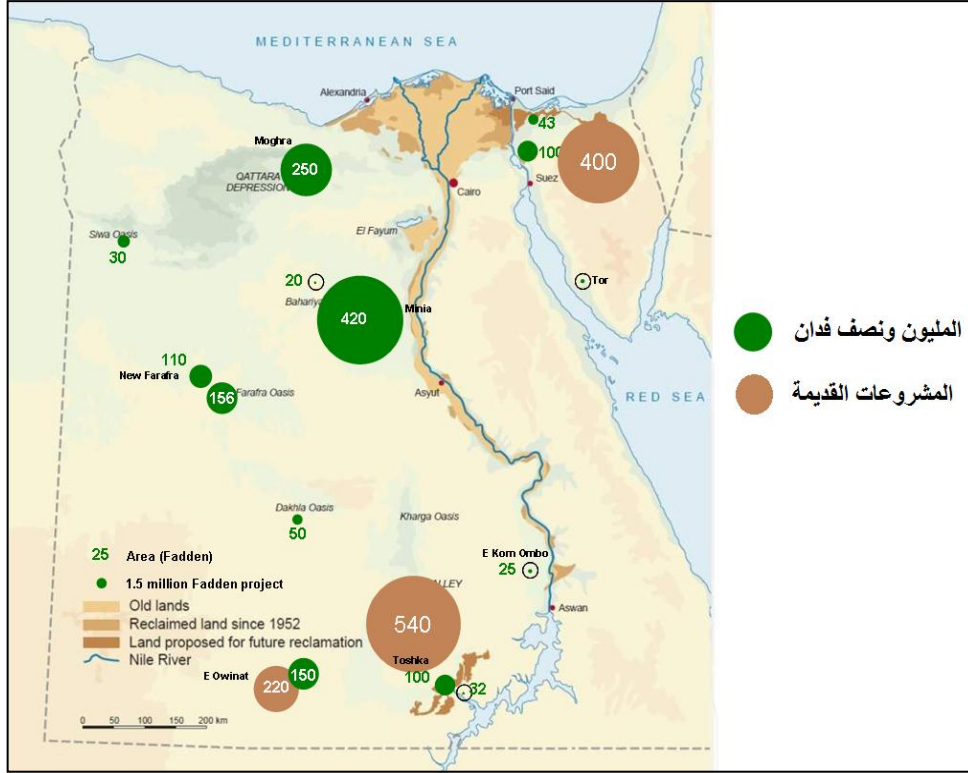 MEDITERRANEAN SEA
Alexandria
Port Said
43
100
400
Moghra
250
QATTARA
DEPRESSION
Suez
Cairo
Siwa Oasis
30
El Fayum
20
Bahariya
Tor
420
Minia
المليون ونصف فدان
110
New Farafra
156
Farafra Oasis
Asyut
RED SEA
المشروعات القديمة
Dakhla Oasis
50
Kharga Oasis
E Kom Ombo
25
25 Area (Fadden)
1.5 million Fadden project
ALLEY
Old lands
Reclaimed land since 1952
Land proposed for future reclamation
Nile River
540
Aswan
Toshka
100
32
E Owinat
220
150
0 50 100 150 200 km